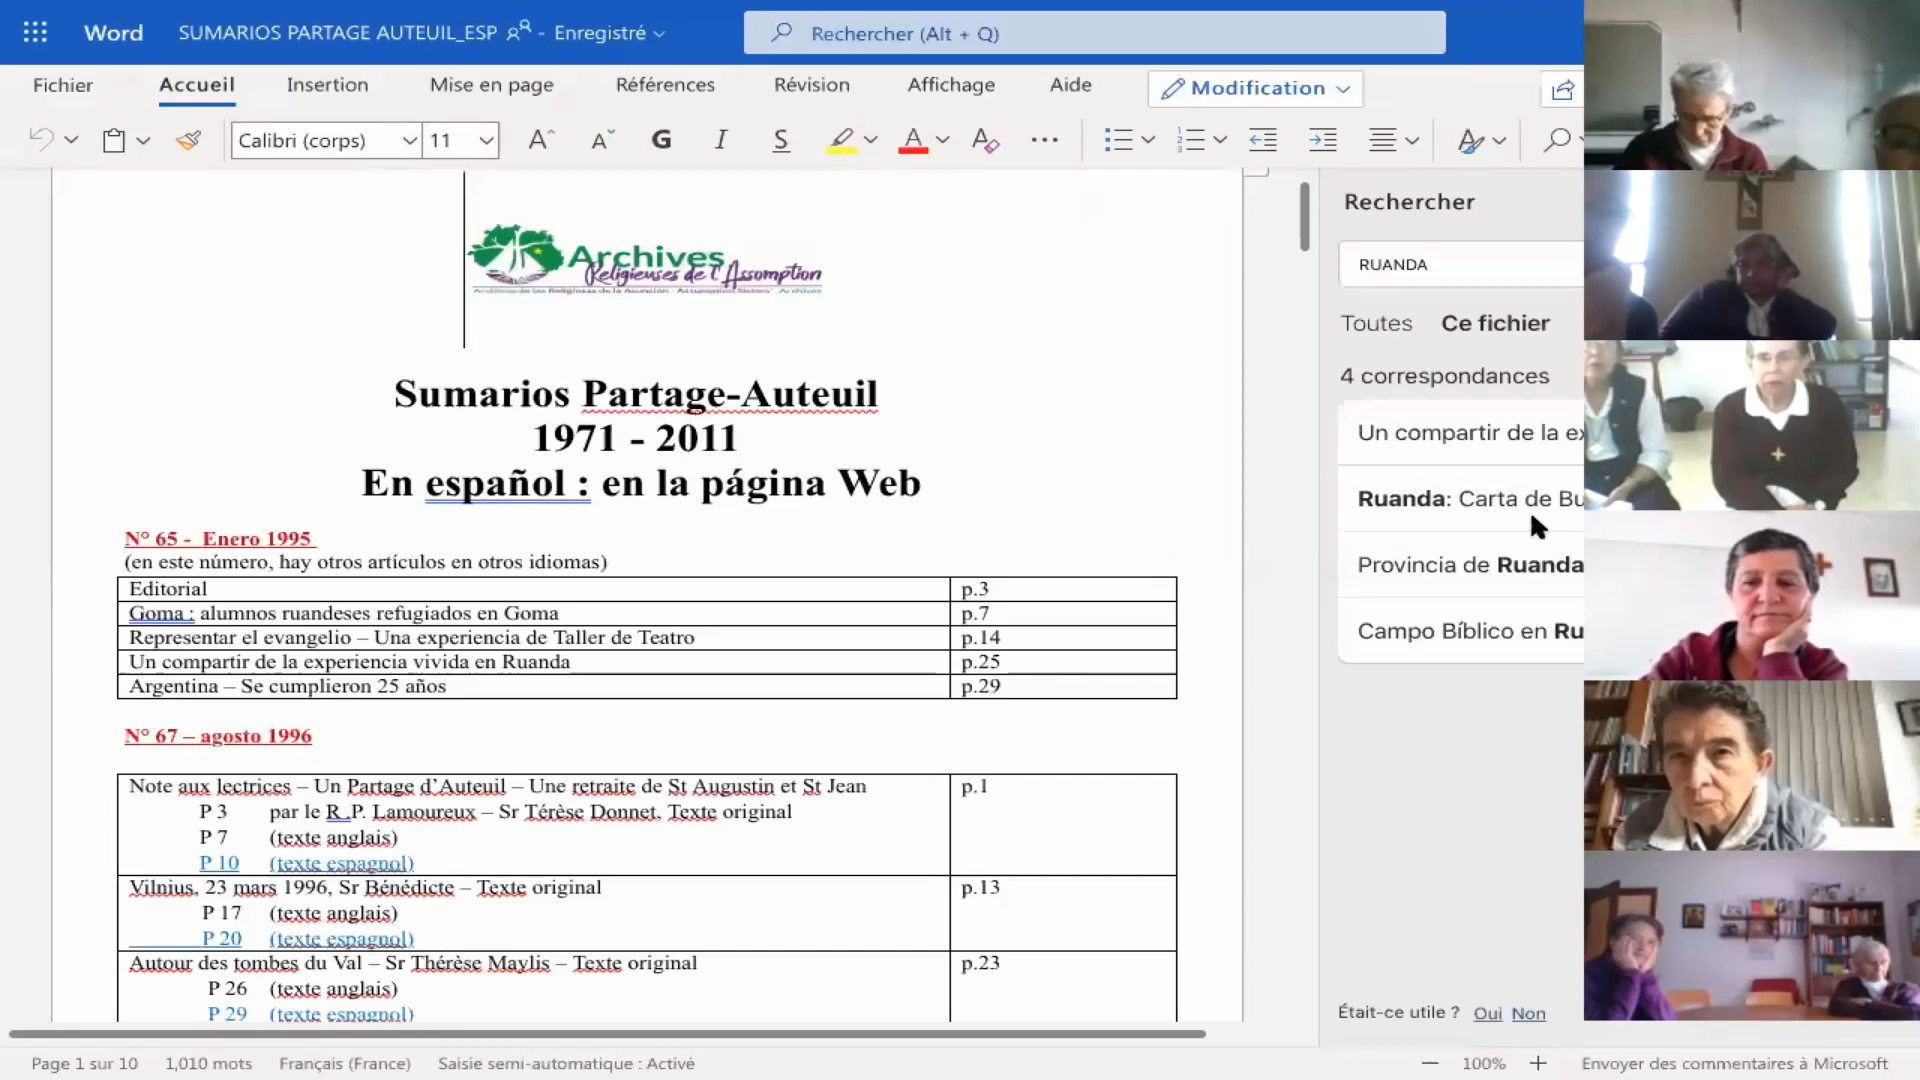 Word SUMARIOS PARTAGE AUTEUIL_ESP - Enregistré Rechercher (Alt + Q)
Fichier Accueil Insertion Mise en page Références Révision Affichage Aide Modification
Calibri (corps) 11 G I S
Archives
Religieuses de l'Assomption
Sumarios Partage-Auteuil
1971 - 2011
En español : en la página Web
N° 65 - Enero 1995
(en este número, hay otros artículos en otros idiomas)
Editorial p.3
Goma : alumnos ruandeses refugiados en Goma p.7
Representar el evangelio – Una experiencia de Taller de Teatro p.14
Un compartir de la experiencia vivida en Ruanda p.25
Argentina – Se cumplieron 25 años p.29
N° 67 – agosto 1996
Note aux lectrices – Un Partage d'Auteuil – Une retraite de St Augustin et St Jean p.1
P 3 par le R .P. Lamoureux – Sr Térèse Donnet, Texte original
P 7 (texte anglais)
P 10 (texte espagnol)
Vilnius, 23 mars 1996, Sr Bénédicte – Texte original p.13
P 17 (texte anglais)
P 20 (texte espagnol)
Autour des tombes du Val – Sr Thérèse Maylis – Texte original p.23
P 26 (texte anglais)
P 29 (texte espagnol)
Rechercher
RUANDA
Toutes Ce fichier
4 correspondances
Un compartir de la ex
Ruanda: Carta de Bu
Provincia de Ruanda
Campo Bíblico en Ru
Était-ce utile ? Oui Non
Page 1 sur 10 1,010 mots Français (France) Saisie semi-automatique : Activé 100% Envoyer des commentaires à Microsoft